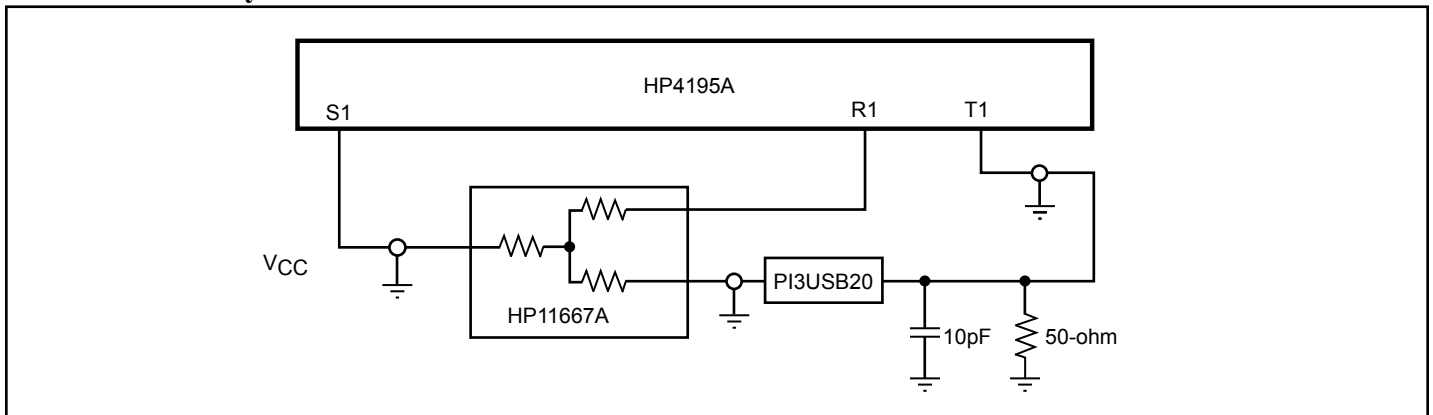 HP4195A
S1
R1
T1
VCC
HP11667A
PI3USB20
10pF
50-ohm